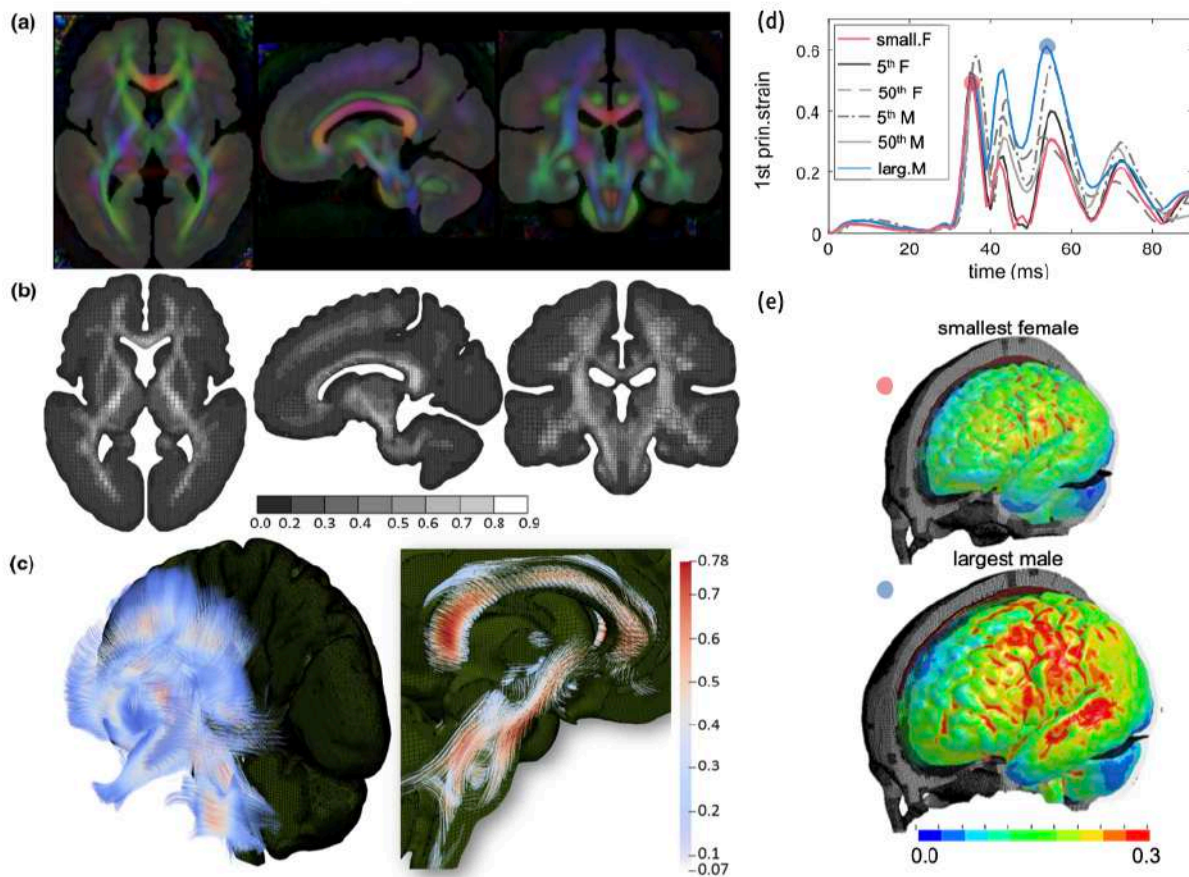 (a)
(b)
0.0 0.2 0.3 0.4 0.5 0.6 0.7 0.8 0.9
(c)
0.78
0.7
0.6
0.5
0.4
0.3
0.2
0.1
0.07
(d)
1st prin.strain
0.6
0.4
0.2
0
small.F
5th F
50th F
5th M
50th M
larg.M
0 20 40 60 80
time (ms)
(e)
smallest female
largest male
0.0 0.3